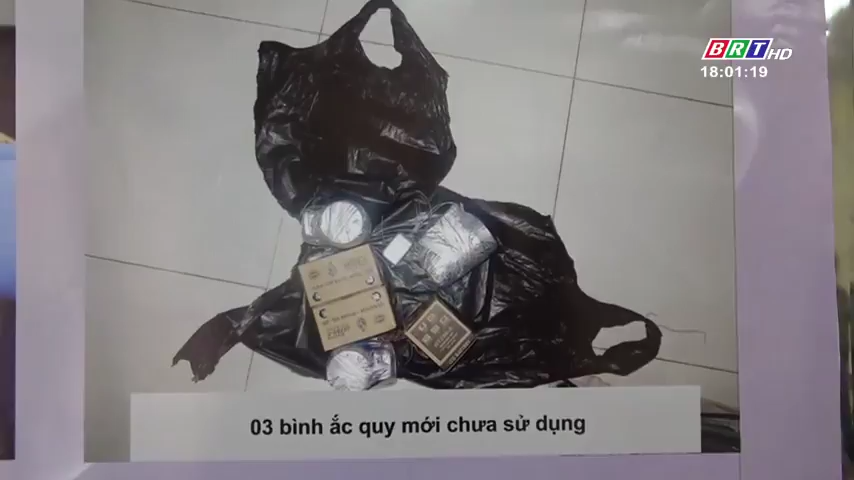 BRT HD
18:01:19
03 bình ắc quy mới chưa sử dụng